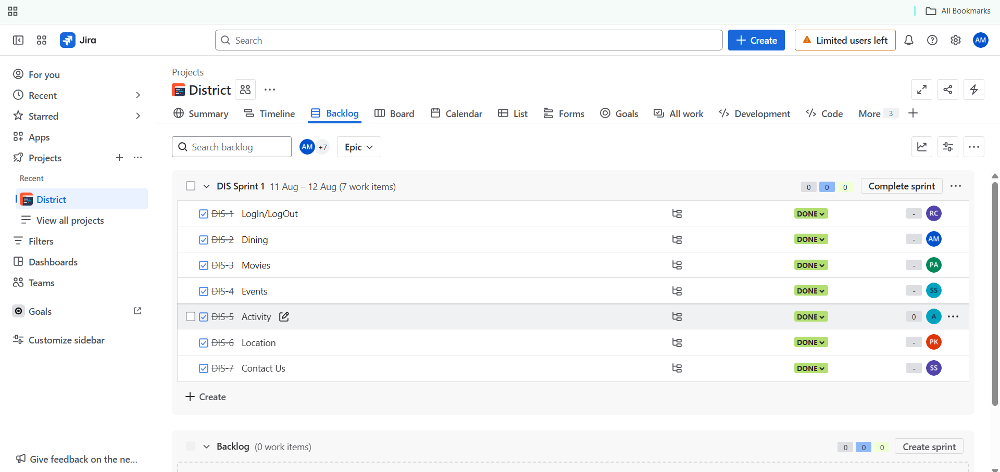 All Bookmarks
Jira
Search
Create
Limited users left
AM
For you
Recent
Starred
Apps
Projects
Recent
District
View all projects
Filters
Dashboards
Teams
Goals
Customize sidebar
Give feedback on the ne...
Projects
District
Summary
Timeline
Backlog
Board
Calendar
List
Forms
Goals
All work
Development
Code
More 3
Search backlog
AM +7
Epic
DIS Sprint 1 11 Aug – 12 Aug (7 work items)
0 0 0
Complete sprint
DIS-1 LogIn/LogOut DONE - RC
DIS-2 Dining DONE - AM
DIS-3 Movies DONE - PA
DIS-4 Events DONE - SS
DIS-5 Activity DONE 0 A
DIS-6 Location DONE - PK
DIS-7 Contact Us DONE - SS
Create
Backlog (0 work items)
0 0 0
Create sprint